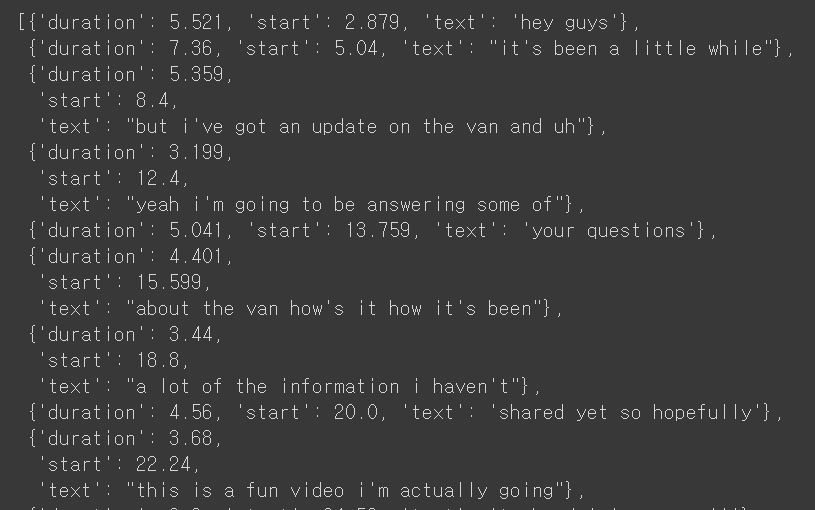 [{'duration': 5.521, 'start': 2.879, 'text': 'hey guys'},
{'duration': 7.36, 'start': 5.04, 'text': "it's been a little while"},
{'duration': 5.359,
'start': 8.4,
'text': "but i've got an update on the van and uh"},
{'duration': 3.199,
'start': 12.4,
'text': "yeah i'm going to be answering some of"},
{'duration': 5.041, 'start': 13.759, 'text': 'your questions'},
{'duration': 4.401,
'start': 15.599,
'text': "about the van how's it how it's been"},
{'duration': 3.44,
'start': 18.8,
'text': "a lot of the information i haven't"},
{'duration': 4.56, 'start': 20.0, 'text': 'shared yet so hopefully'},
{'duration': 3.68,
'start': 22.24,
'text': "this is a fun video i'm actually going"},